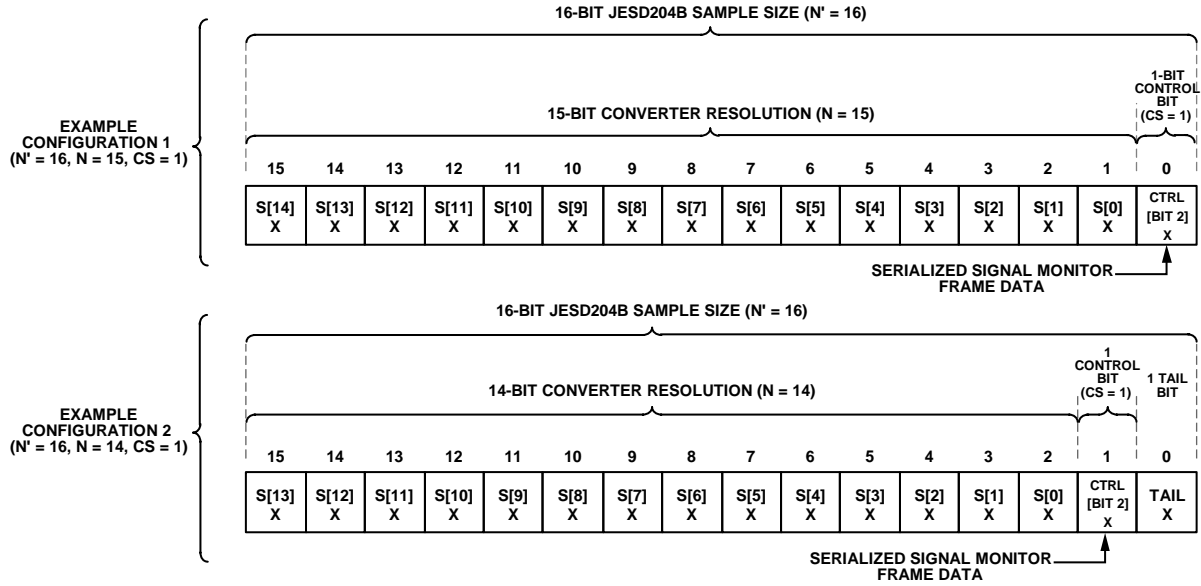 16-BIT JESD204B SAMPLE SIZE (N' = 16)
1-BIT
CONTROL
BIT
(CS = 1)
15-BIT CONVERTER RESOLUTION (N = 15)
EXAMPLE
CONFIGURATION 1
(N' = 16, N = 15, CS = 1)
15 14 13 12 11 10 9 8 7 6 5 4 3 2 1 0
S[14] S[13] S[12] S[11] S[10] S[9] S[8] S[7] S[6] S[5] S[4] S[3] S[2] S[1] S[0] CTRL
[BIT 2]
X X X X X X X X X X X X X X X X
SERIALIZED SIGNAL MONITOR
FRAME DATA
16-BIT JESD204B SAMPLE SIZE (N' = 16)
1
CONTROL
BIT
(CS = 1)
1 TAIL
BIT
14-BIT CONVERTER RESOLUTION (N = 14)
EXAMPLE
CONFIGURATION 2
(N' = 16, N = 14, CS = 1)
15 14 13 12 11 10 9 8 7 6 5 4 3 2 1 0
S[13] S[12] S[11] S[10] S[9] S[8] S[7] S[6] S[5] S[4] S[3] S[2] S[1] S[0] CTRL
[BIT 2] TAIL
X X X X X X X X X X X X X X X X
SERIALIZED SIGNAL MONITOR
FRAME DATA